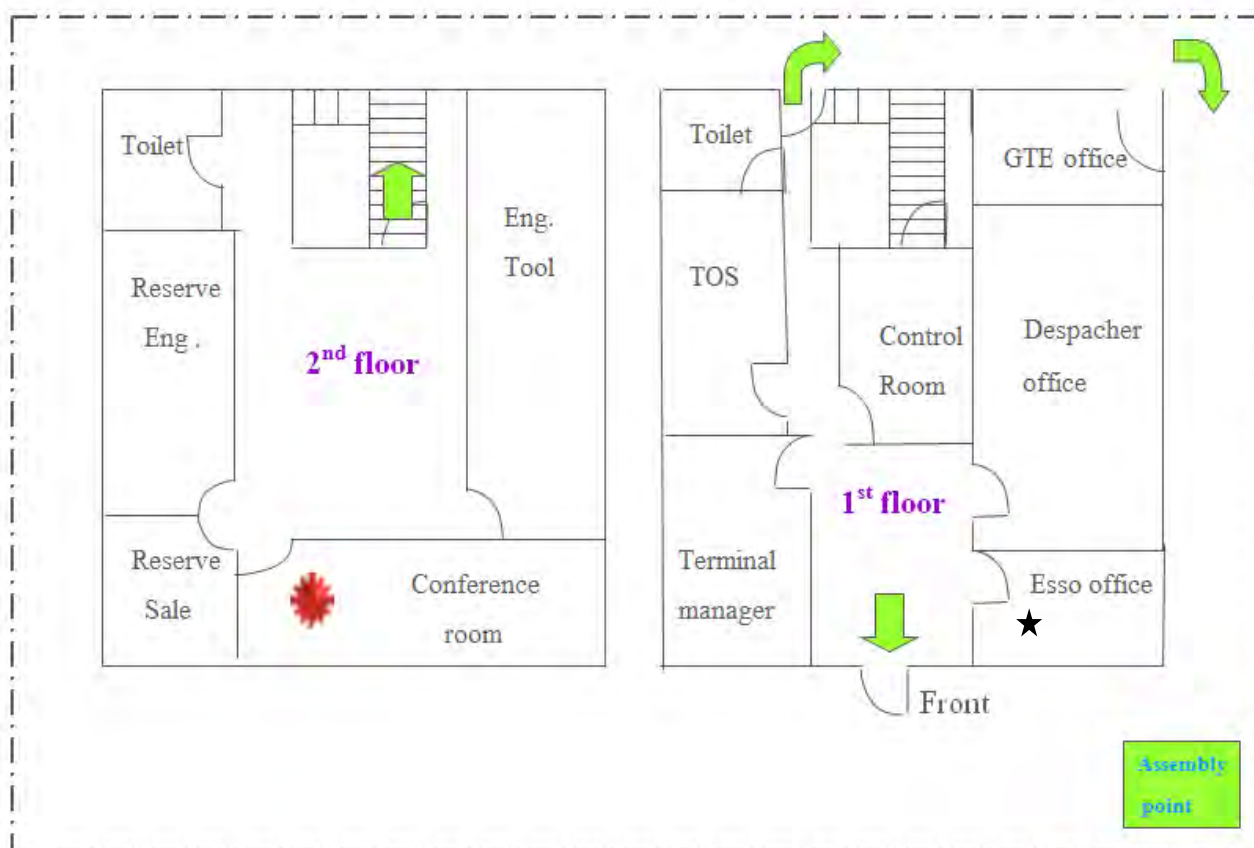 Toilet
Eng.
Tool
Reserve
Eng .
2nd floor
Reserve
Sale
Conference
room
Toilet
GTE office
TOS
Control
Room
Despacher
office
1st floor
Terminal
manager
Esso office
Front
Assembly
point